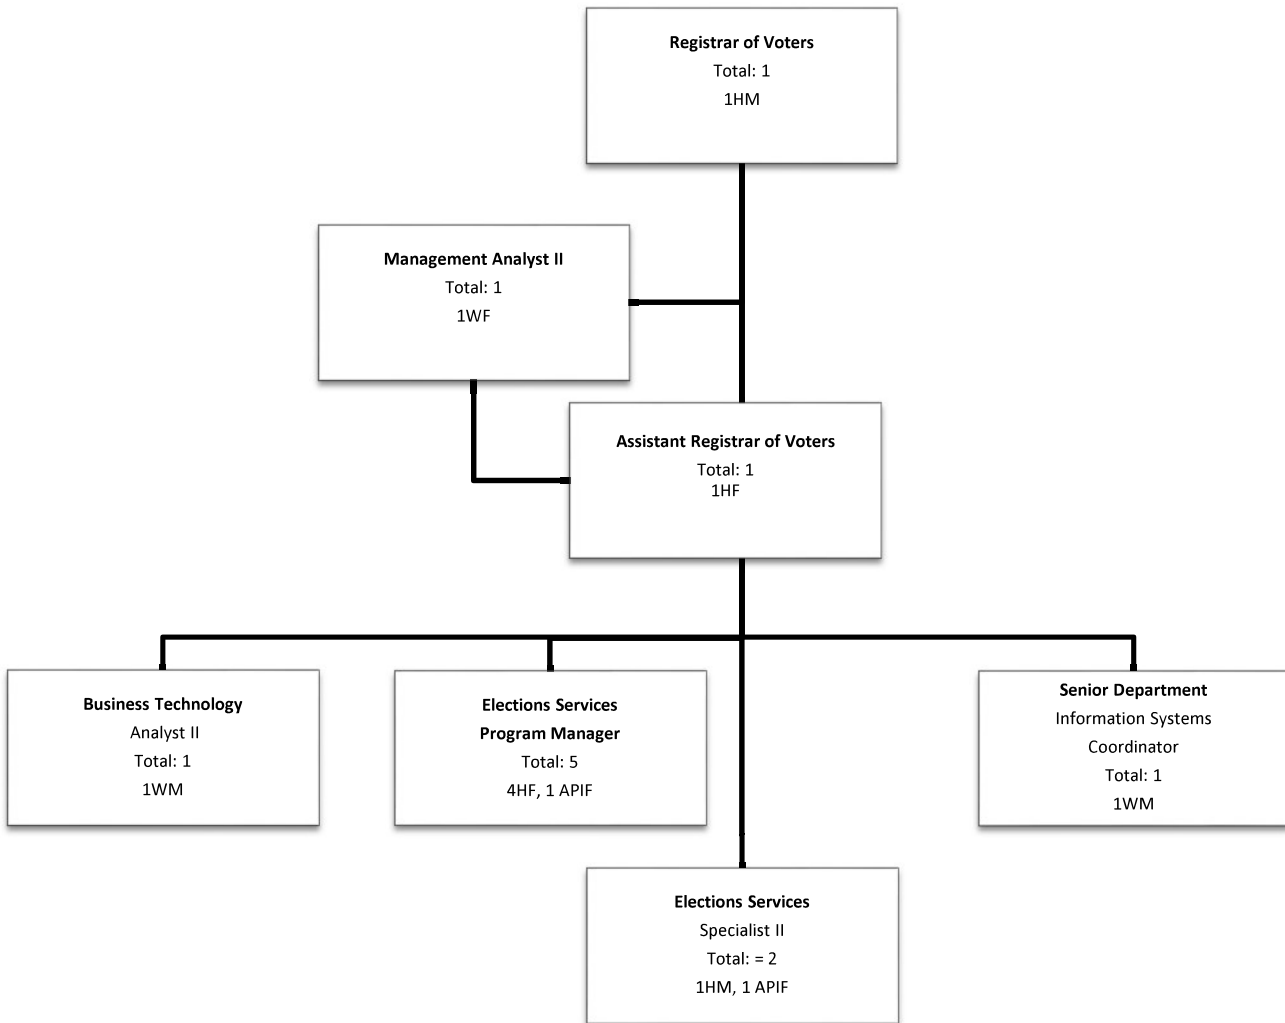 Registrar of Voters
Total: 1
1HM
Management Analyst II
Total: 1
1WF
Assistant Registrar of Voters
Total: 1
1HF
Business Technology
Analyst II
Total: 1
1WM
Elections Services
Program Manager
Total: 5
4HF, 1 APIF
Senior Department
Information Systems
Coordinator
Total: 1
1WM
Elections Services
Specialist II
Total: = 2
1HM, 1 APIF